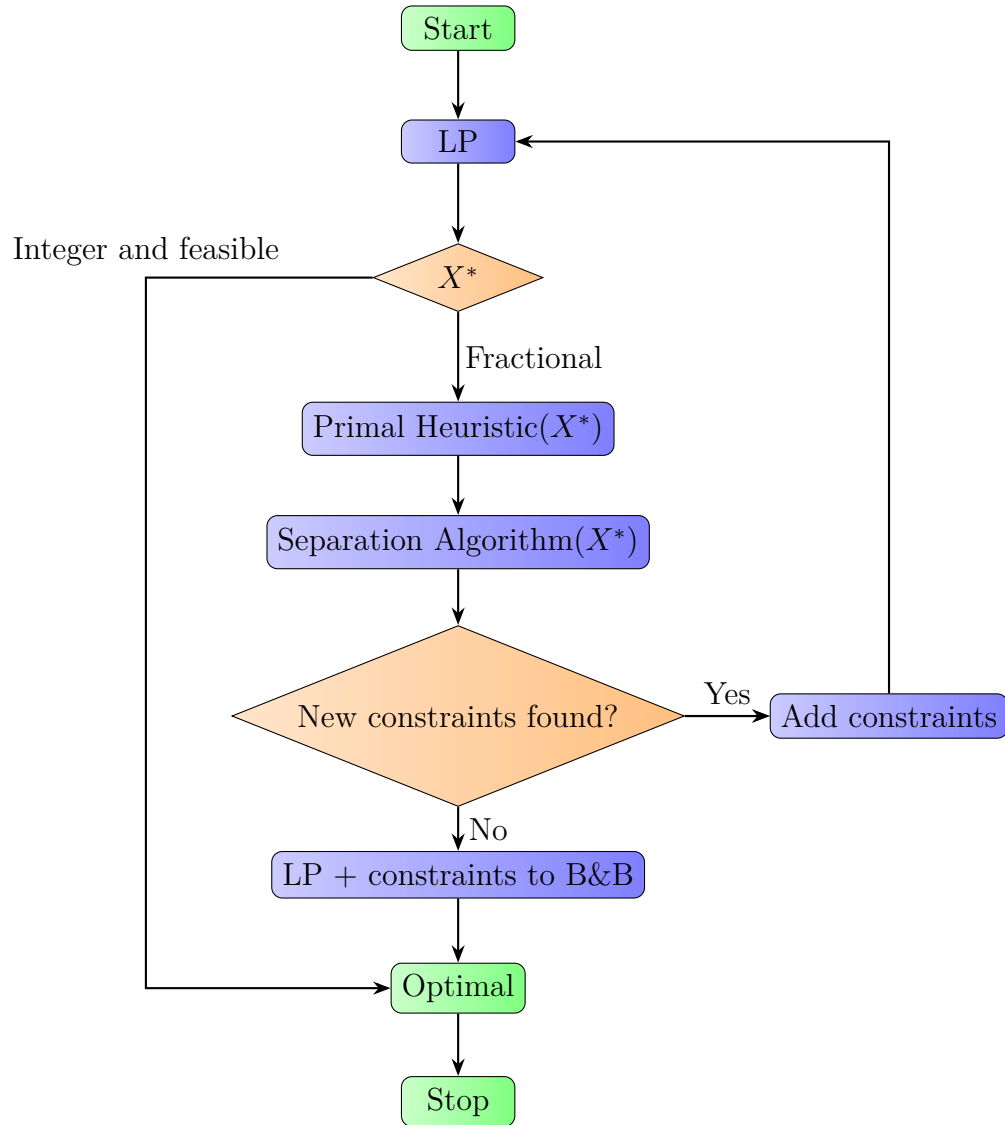 Start
LP
Integer and feasible
X*
Fractional
Primal Heuristic(X*)
Separation Algorithm(X*)
New constraints found?
Yes
Add constraints
No
LP + constraints to B&B
Optimal
Stop